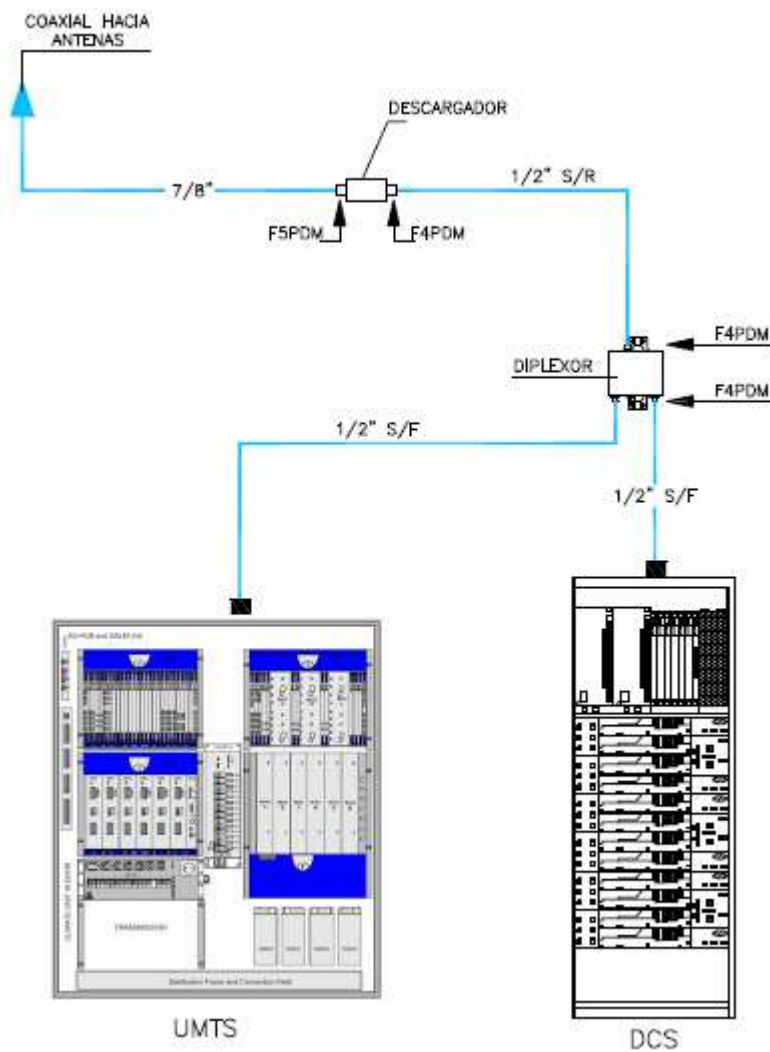 COAXIAL HACIA
ANTENAS
DESCARGADOR
7/8"
1/2" S/R
F5PDM
F4PDM
F4PDM
DIPLEXOR
F4PDM
1/2" S/F
1/2" S/F
TRANSMISSION
Distribution Frame and Connection Field
UMTS
DCS